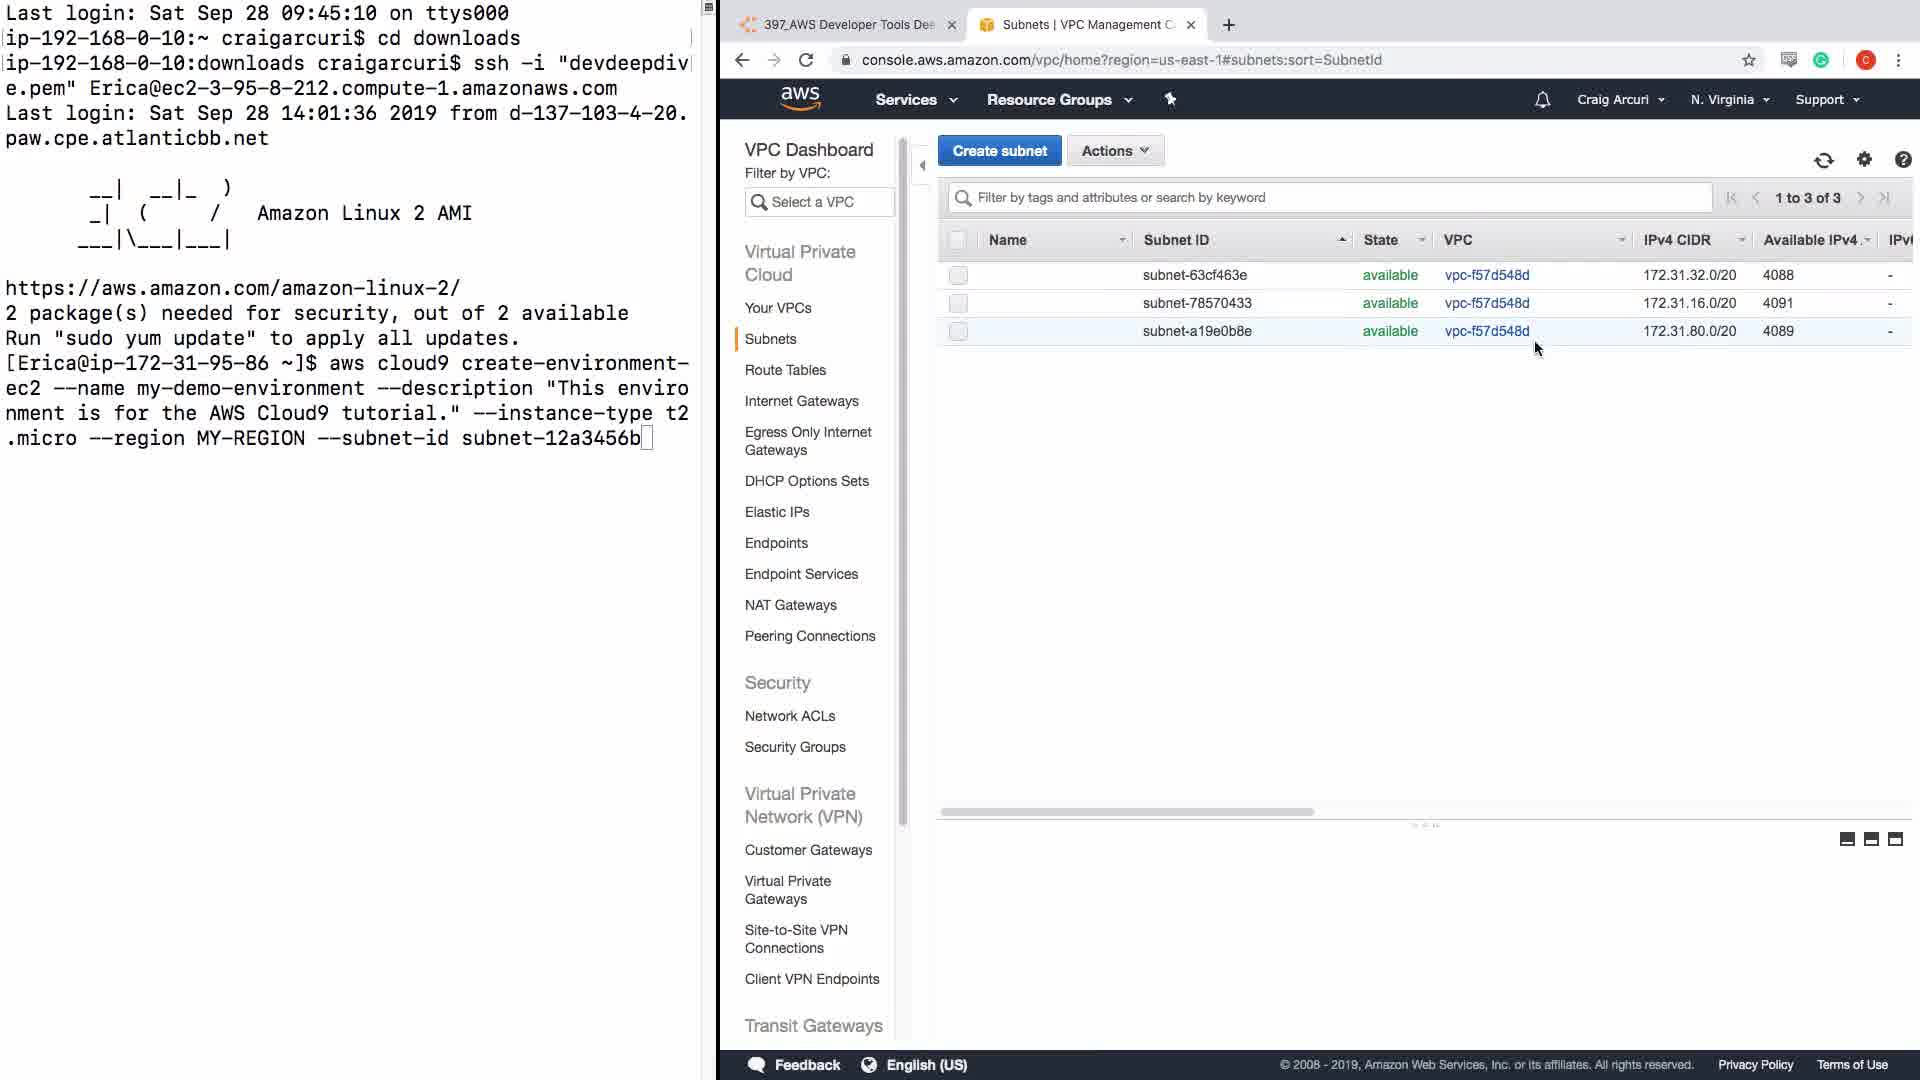 Last login: Sat Sep 28 09:45:10 on ttys000
ip-192-168-0-10:~ craigarcuri$ cd downloads
ip-192-168-0-10:downloads craigarcuri$ ssh -i "devdeepdiv
e.pem" Erica@ec2-3-95-8-212.compute-1.amazonaws.com
Last login: Sat Sep 28 14:01:36 2019 from d-137-103-4-20.
paw.cpe.atlanticbb.net
__|  __|_  )
_|  (     /   Amazon Linux 2 AMI
___|\___|___|
https://aws.amazon.com/amazon-linux-2/
2 package(s) needed for security, out of 2 available
Run "sudo yum update" to apply all updates.
[Erica@ip-172-31-95-86 ~]$ aws cloud9 create-environment-
ec2 --name my-demo-environment --description "This enviro
nment is for the AWS Cloud9 tutorial." --instance-type t2
.micro --region MY-REGION --subnet-id subnet-12a3456b
397_AWS Developer Tools Dee
Subnets | VPC Management C
console.aws.amazon.com/vpc/home?region=us-east-1#subnets:sort=SubnetId
C
aws
Services
Resource Groups
Craig Arcuri
N. Virginia
Support
VPC Dashboard
Filter by VPC:
Select a VPC
Virtual Private
Cloud
Your VPCs
Subnets
Route Tables
Internet Gateways
Egress Only Internet
Gateways
DHCP Options Sets
Elastic IPs
Endpoints
Endpoint Services
NAT Gateways
Peering Connections
Security
Network ACLs
Security Groups
Virtual Private
Network (VPN)
Customer Gateways
Virtual Private
Gateways
Site-to-Site VPN
Connections
Client VPN Endpoints
Transit Gateways
Create subnet
Actions
Filter by tags and attributes or search by keyword
1 to 3 of 3
Name Subnet ID State VPC IPv4 CIDR Available IPv4 IPv
subnet-63cf463e available vpc-f57d548d 172.31.32.0/20 4088 -
subnet-78570433 available vpc-f57d548d 172.31.16.0/20 4091 -
subnet-a19e0b8e available vpc-f57d548d 172.31.80.0/20 4089 -
Feedback
English (US)
© 2008 - 2019, Amazon Web Services, Inc. or its affiliates. All rights reserved.
Privacy Policy
Terms of Use